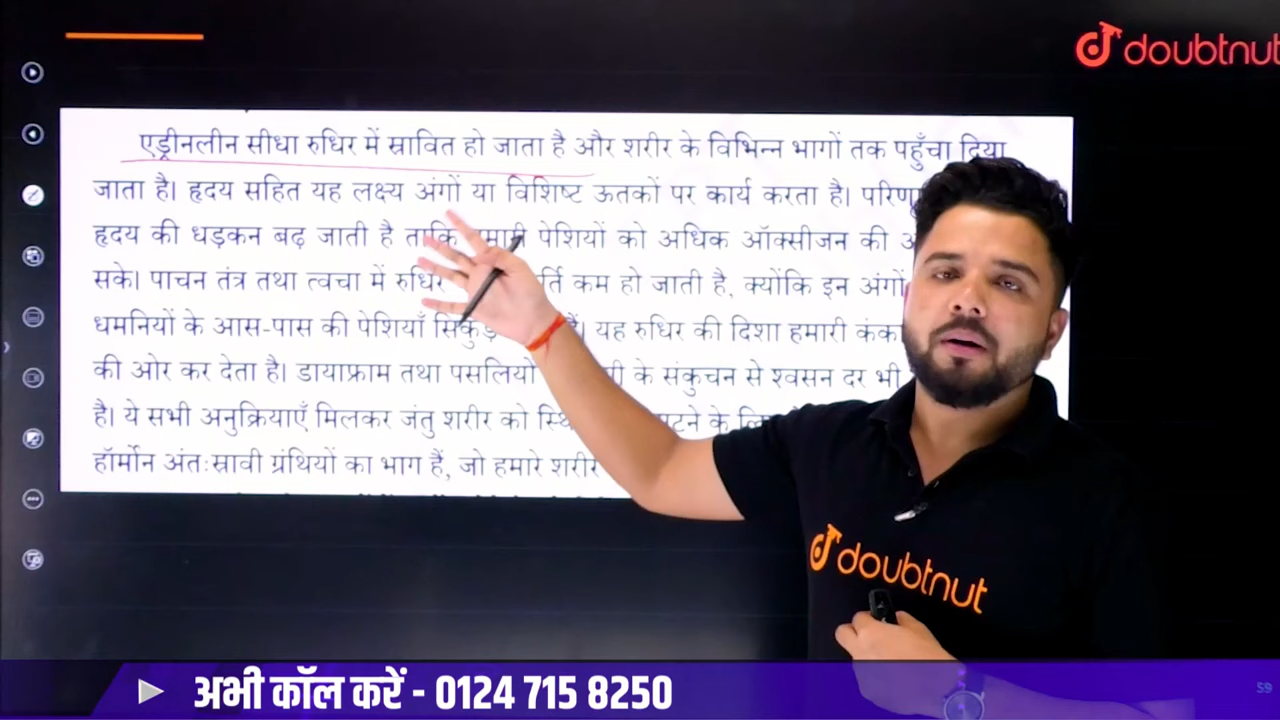 doubtnut
एड्रीनलीन सीधा रुधिर में स्रावित हो जाता है और शरीर के विभिन्न भागों तक पहुँचा दिया
जाता है। हृदय सहित यह लक्ष्य अंगों या विशिष्ट ऊतकों पर कार्य करता है।
हृदय की धड़कन बढ़ जाती है ताकि हमारी पेशियों को अधिक ऑक्सीजन की
सके। पाचन तंत्र तथा त्वचा में रुधिर कम हो जाती है, क्योंकि इन अंगों
धमनियों के आस-पास की पेशियाँ यह रुधिर की दिशा हमारी
की ओर कर देता है। डायाफ्राम तथा पसलियों के संकुचन से श्वसन दर भी
है। ये सभी अनुक्रियाएँ मिलकर जंतु शरीर को के
हॉर्मोन अंतःस्रावी ग्रंथियों का भाग हैं, जो हमारे शरीर
doubtnut
अभी कॉल करें - 0124 715 8250
59